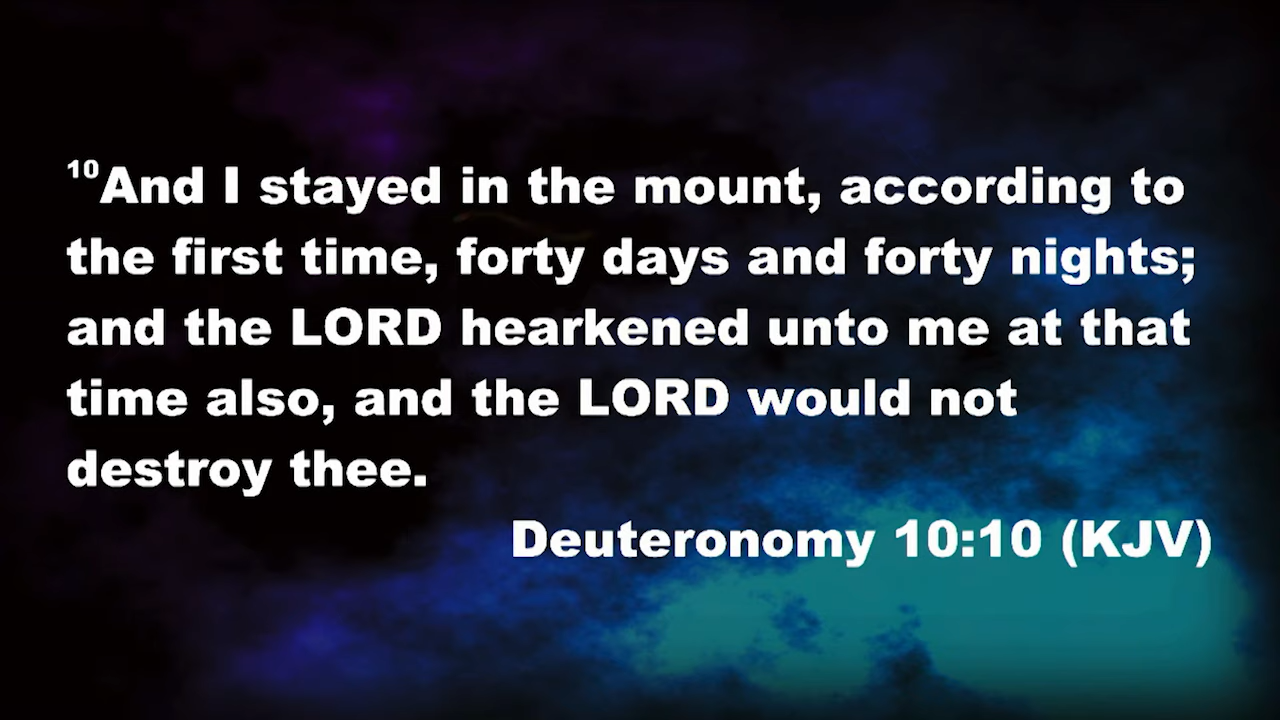 ¹⁰And I stayed in the mount, according to
the first time, forty days and forty nights;
and the LORD hearkened unto me at that
time also, and the LORD would not
destroy thee.
Deuteronomy 10:10 (KJV)